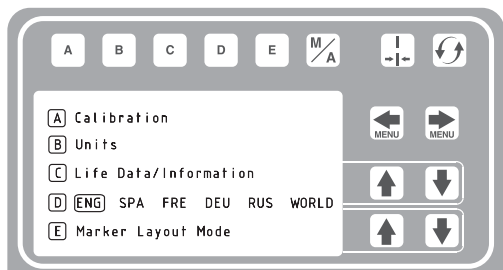 A B C D E M/A
MENU MENU
A Calibration
B Units
C Life Data/Information
D ENG SPA FRE DEU RUS WORLD
E Marker Layout Mode